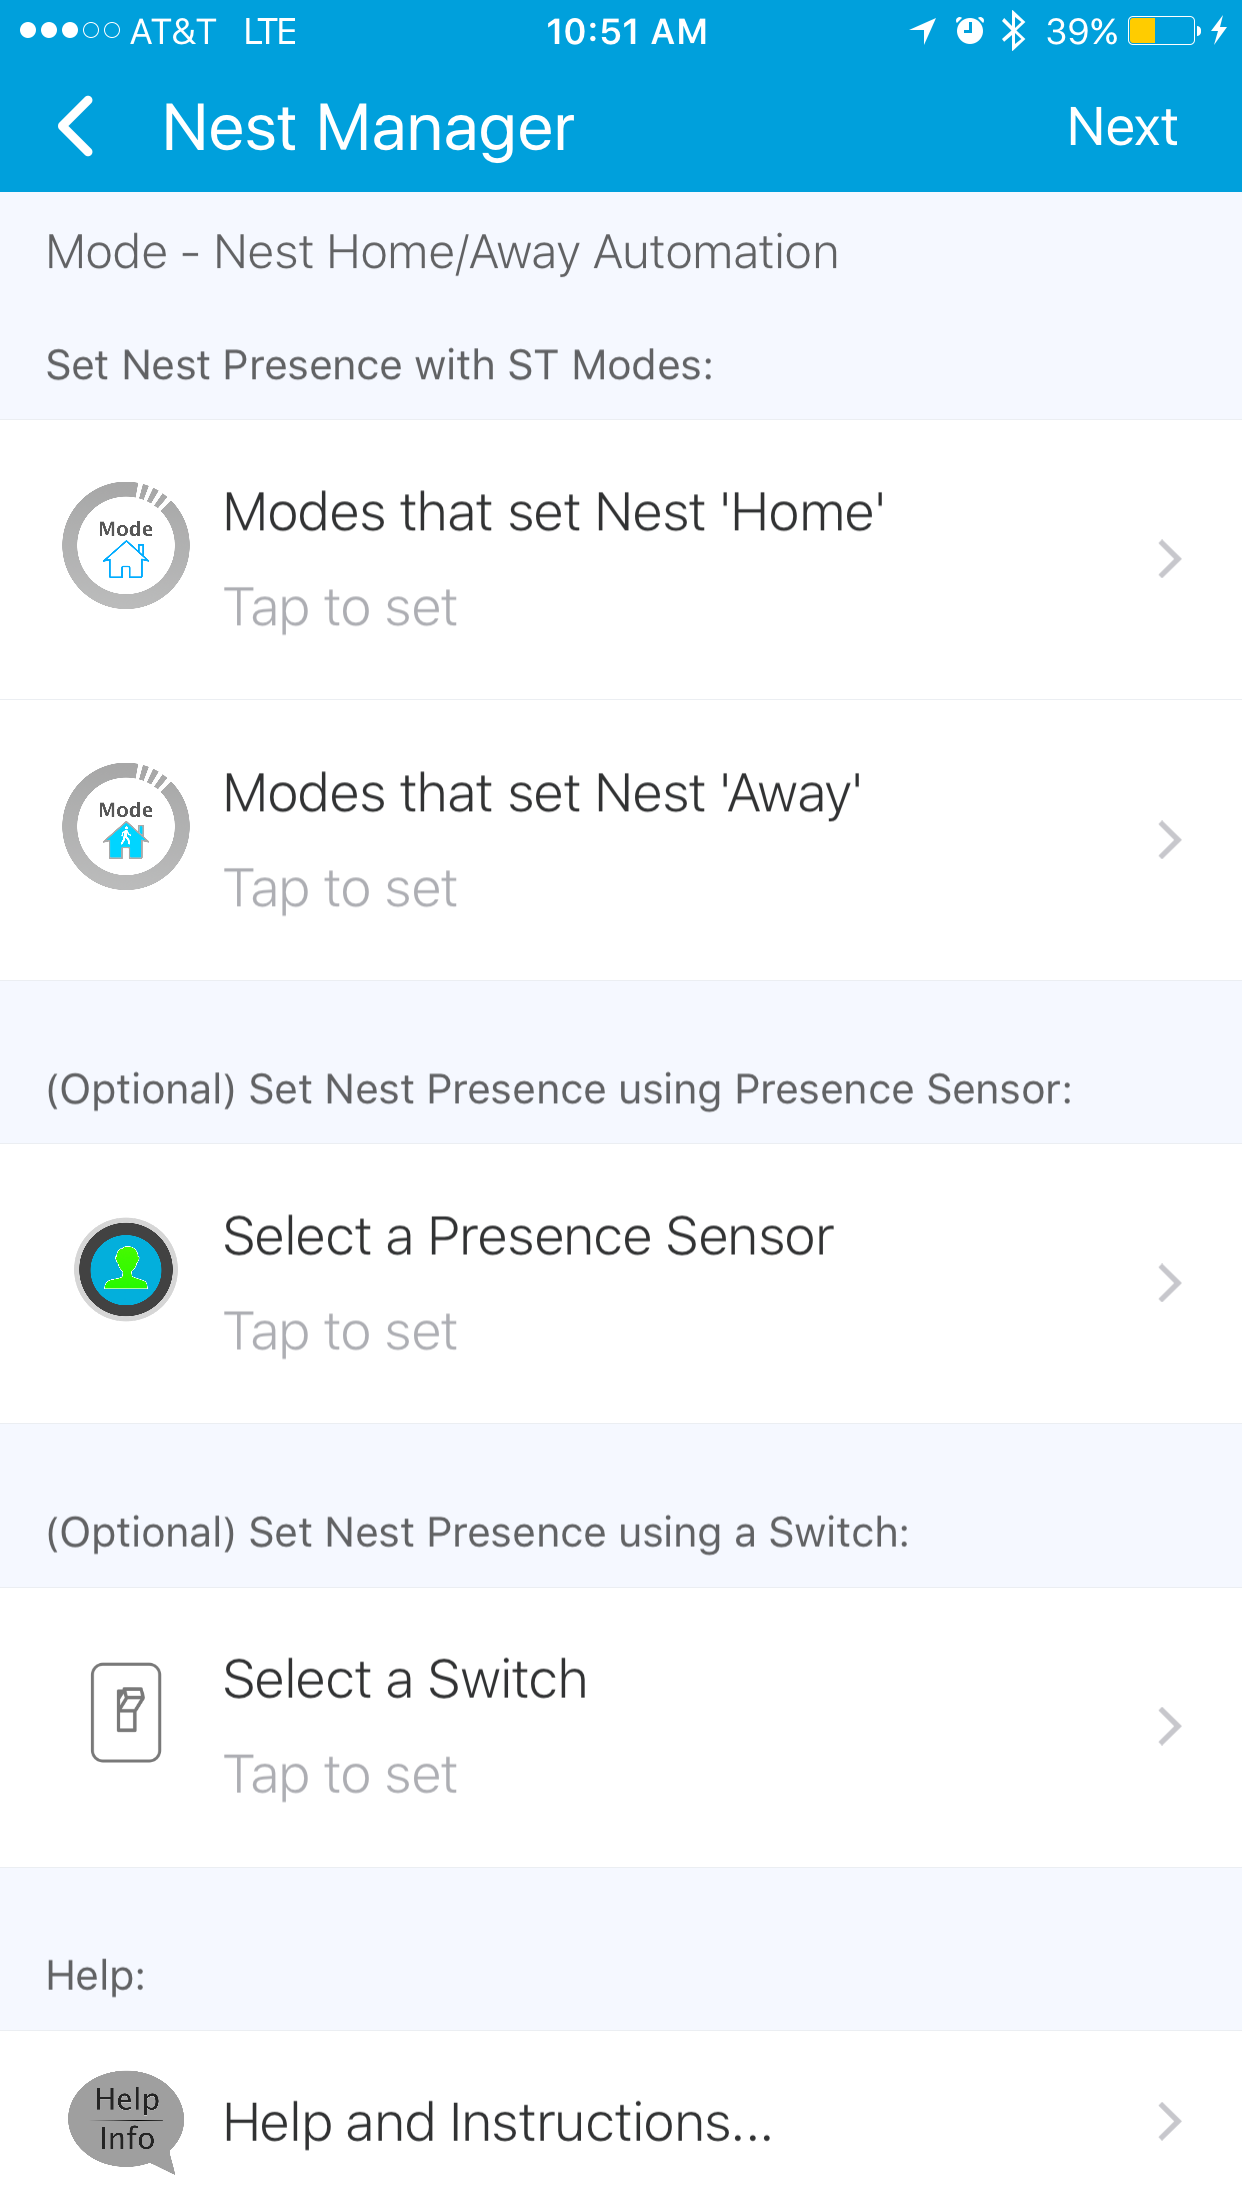 AT&T LTE 10:51 AM 39%
Nest Manager Next
Mode - Nest Home/Away Automation
Set Nest Presence with ST Modes:
Mode
Modes that set Nest 'Home'
Tap to set
Mode
Modes that set Nest 'Away'
Tap to set
(Optional) Set Nest Presence using Presence Sensor:
Select a Presence Sensor
Tap to set
(Optional) Set Nest Presence using a Switch:
Select a Switch
Tap to set
Help:
Help
Info
Help and Instructions...